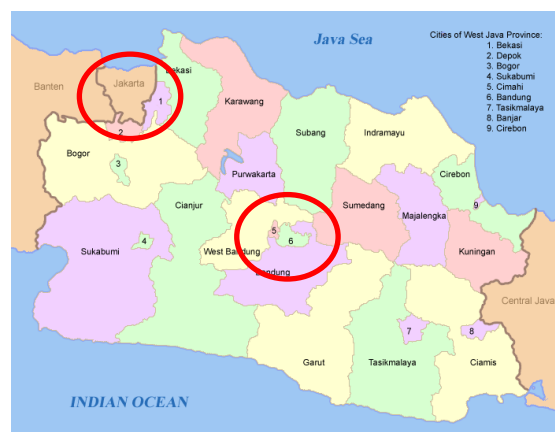 Java Sea
Cities of West Java Province:
1. Bekasi
2. Depok
3. Bogor
4. Sukabumi
5. Cimahi
6. Bandung
7. Tasikmalaya
8. Banjar
9. Cirebon
Banten
Jakarta
Bekasi
1
Karawang
2
Subang
Indramayu
Bogor
3
Purwakarta
Cirebon
9
Cianjur
Sumedang
Majalengka
5
6
4
Sukabumi
West Bandung
Kuningan
Bandung
Central Java
7
8
Garut
Tasikmalaya
Ciamis
INDIAN OCEAN